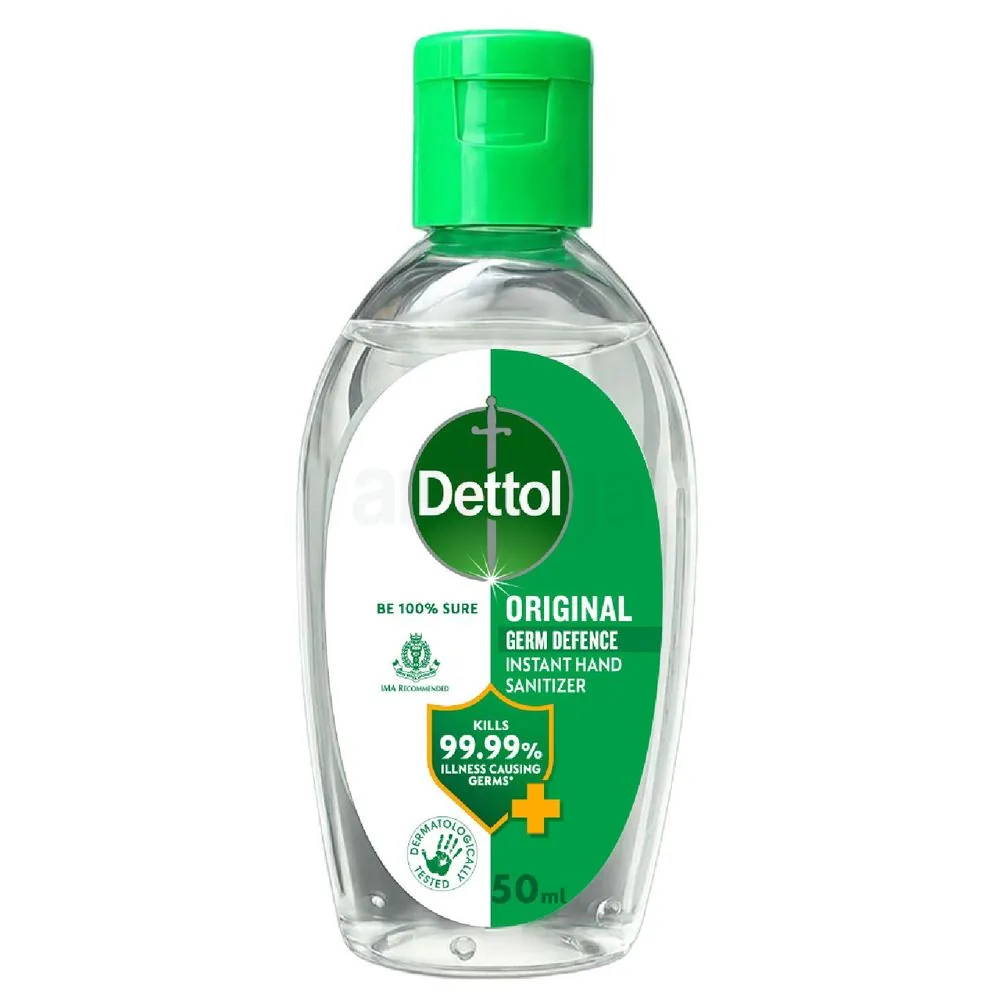 Dettol
BE 100% SURE
IMA RECOMMENDED
ORIGINAL
GERM DEFENCE
INSTANT HAND
SANITIZER
KILLS
99.99%
ILLNESS CAUSING
GERMS*
DERMATOLOGICALLY
TESTED
50ml